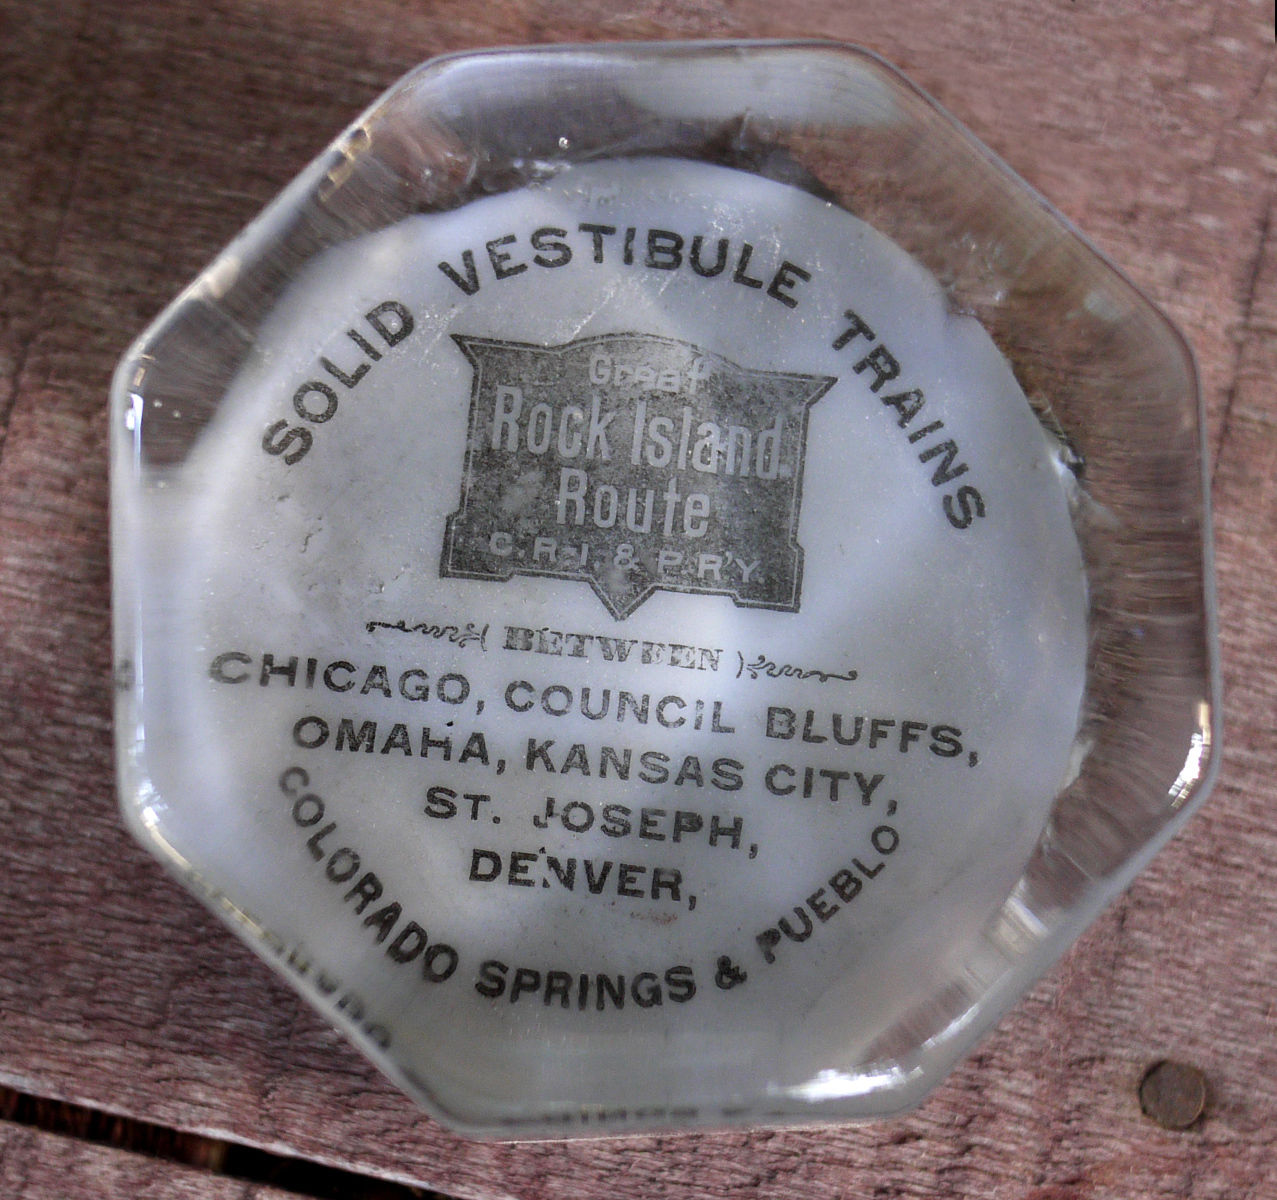 SOLID VESTIBULE TRAINS
Great
Rock Island
Route
C.R.I & P.R'Y.
BETWEEN
CHICAGO, COUNCIL BLUFFS,
OMAHA, KANSAS CITY,
ST. JOSEPH,
DENVER,
COLORADO SPRINGS & PUEBLO